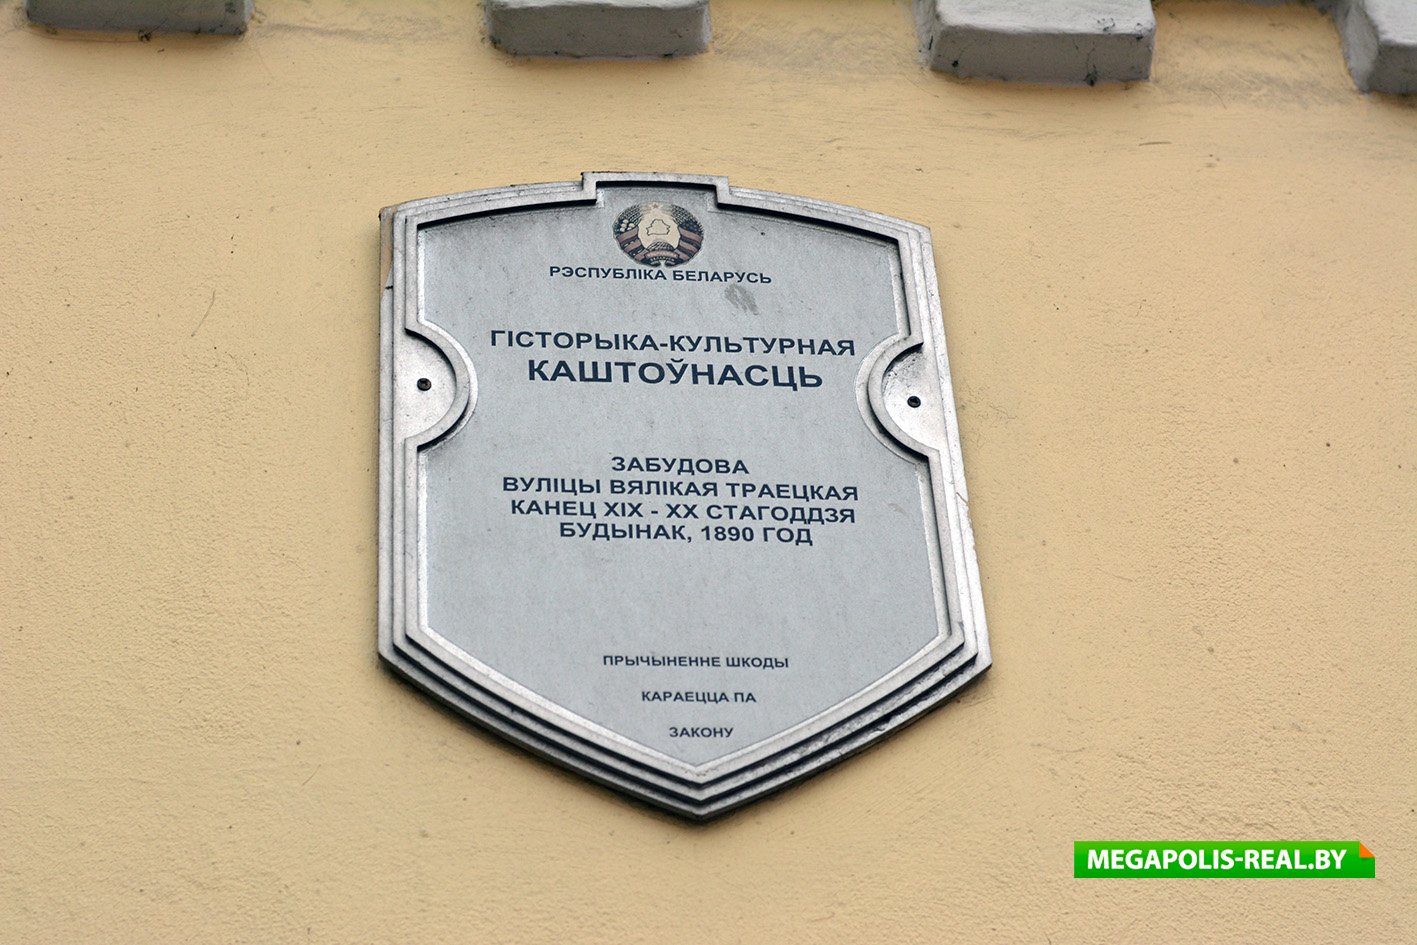 РЭСПУБЛІКА БЕЛАРУСЬ
ГІСТОРЫКА-КУЛЬТУРНАЯ
КАШТОЎНАСЦЬ
ЗАБУДОВА
ВУЛІЦЫ ВЯЛІКАЯ ТРАЕЦКАЯ
КАНЕЦ XIX - XX СТАГОДДЗЯ
БУДЫНАК, 1890 ГОД
ПРЫЧЫНЕННЕ ШКОДЫ
КАРАЕЦЦА ПА
ЗАКОНУ
MEGAPOLIS-REAL.BY